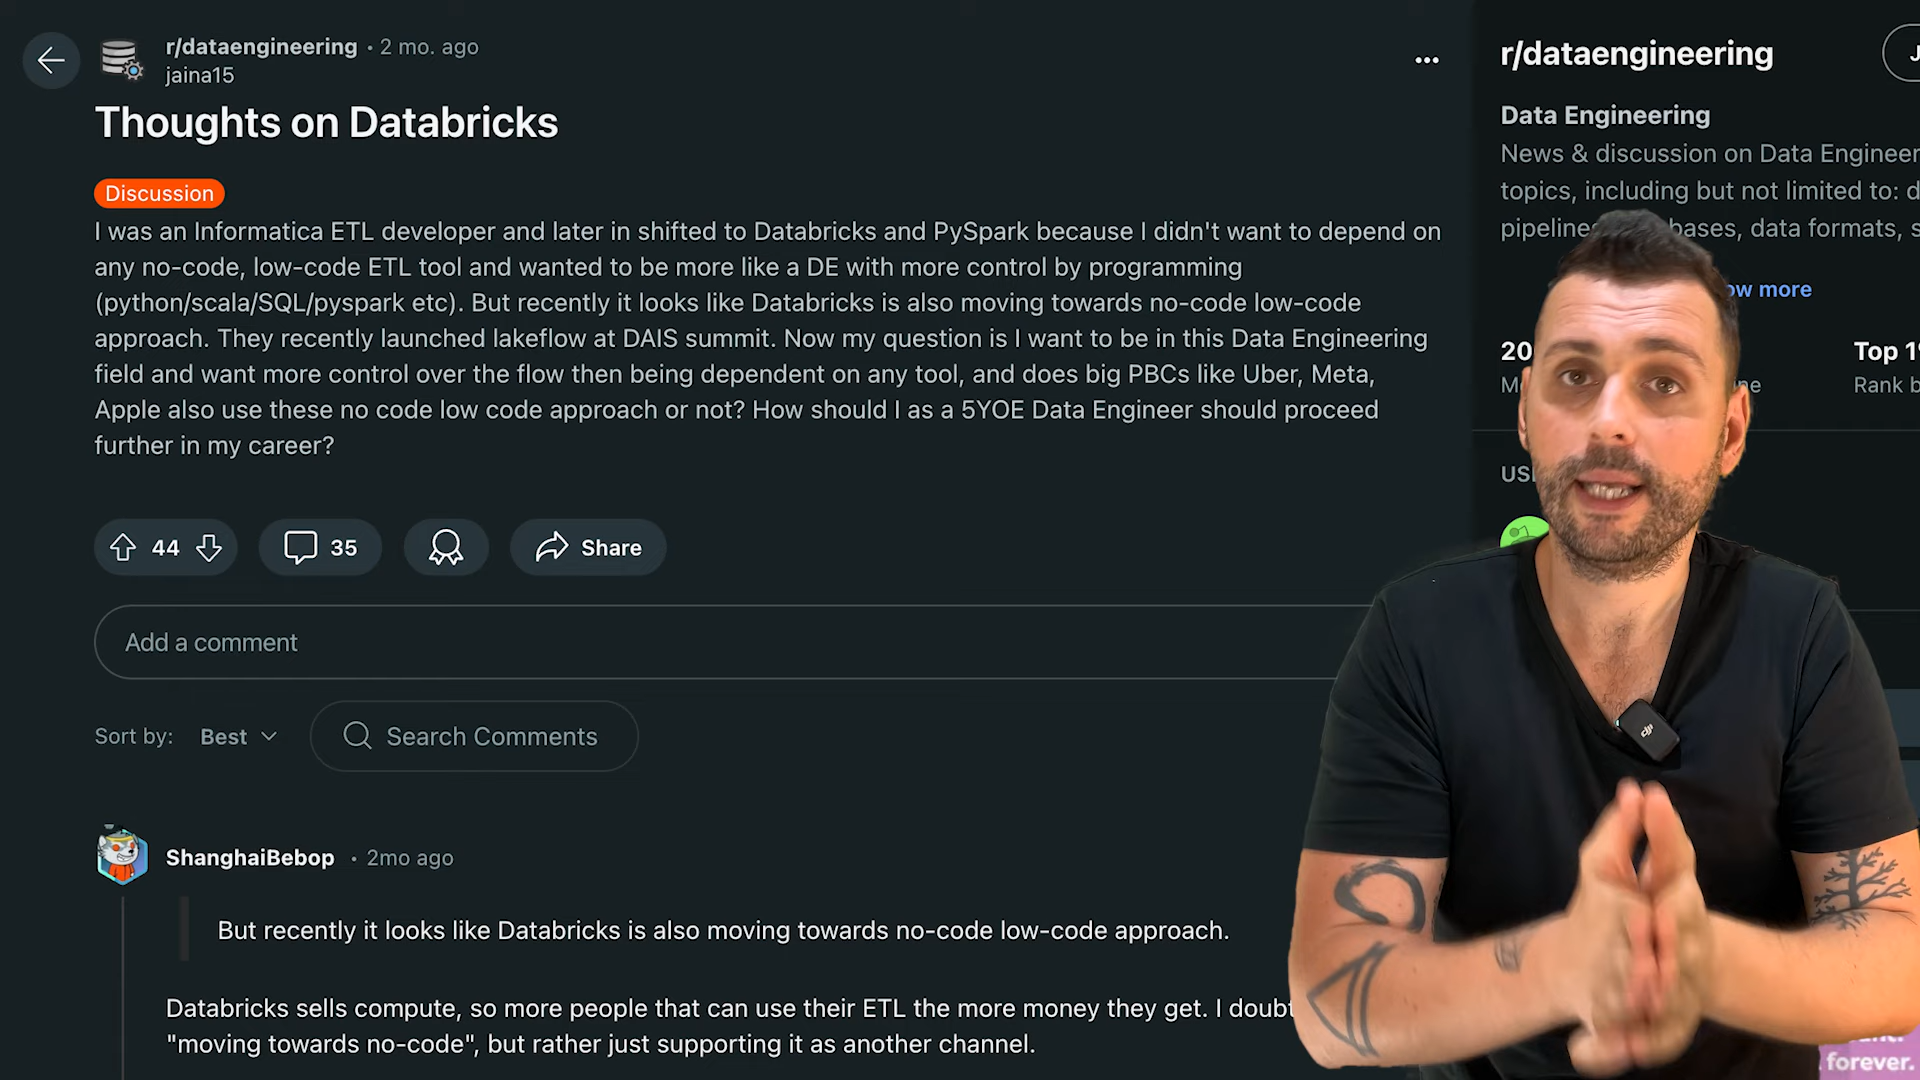 r/dataengineering • 2 mo. ago
jaina15
Thoughts on Databricks
Discussion
I was an Informatica ETL developer and later in shifted to Databricks and PySpark because I didn't want to depend on
any no-code, low-code ETL tool and wanted to be more like a DE with more control by programming
(python/scala/SQL/pyspark etc). But recently it looks like Databricks is also moving towards no-code low-code
approach. They recently launched lakeflow at DAIS summit. Now my question is I want to be in this Data Engineering
field and want more control over the flow then being dependent on any tool, and does big PBCs like Uber, Meta,
Apple also use these no code low code approach or not? How should I as a 5YOE Data Engineer should proceed
further in my career?
44
35
Share
Add a comment
Sort by: Best
Search Comments
ShanghaiBebop • 2mo ago
But recently it looks like Databricks is also moving towards no-code low-code approach.
Databricks sells compute, so more people that can use their ETL the more money they get. I doubt
"moving towards no-code", but rather just supporting it as another channel.
r/dataengineering
Data Engineering
News & discussion on Data Engineer
topics, including but not limited to:
data formats,
more
20
Top 1
Rank
forever.